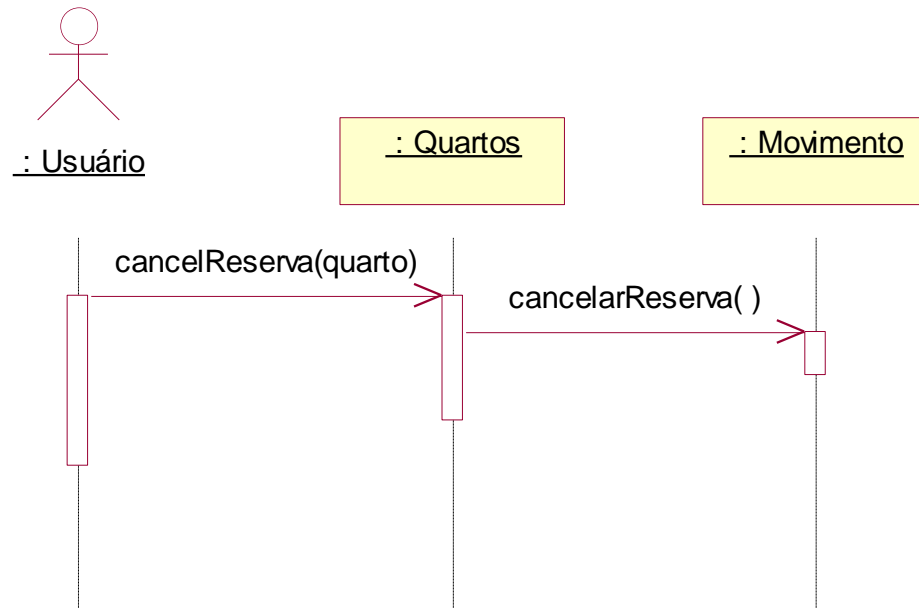 : Usuário
: Quartos
: Movimento
cancelReserva(quarto)
cancelarReserva( )